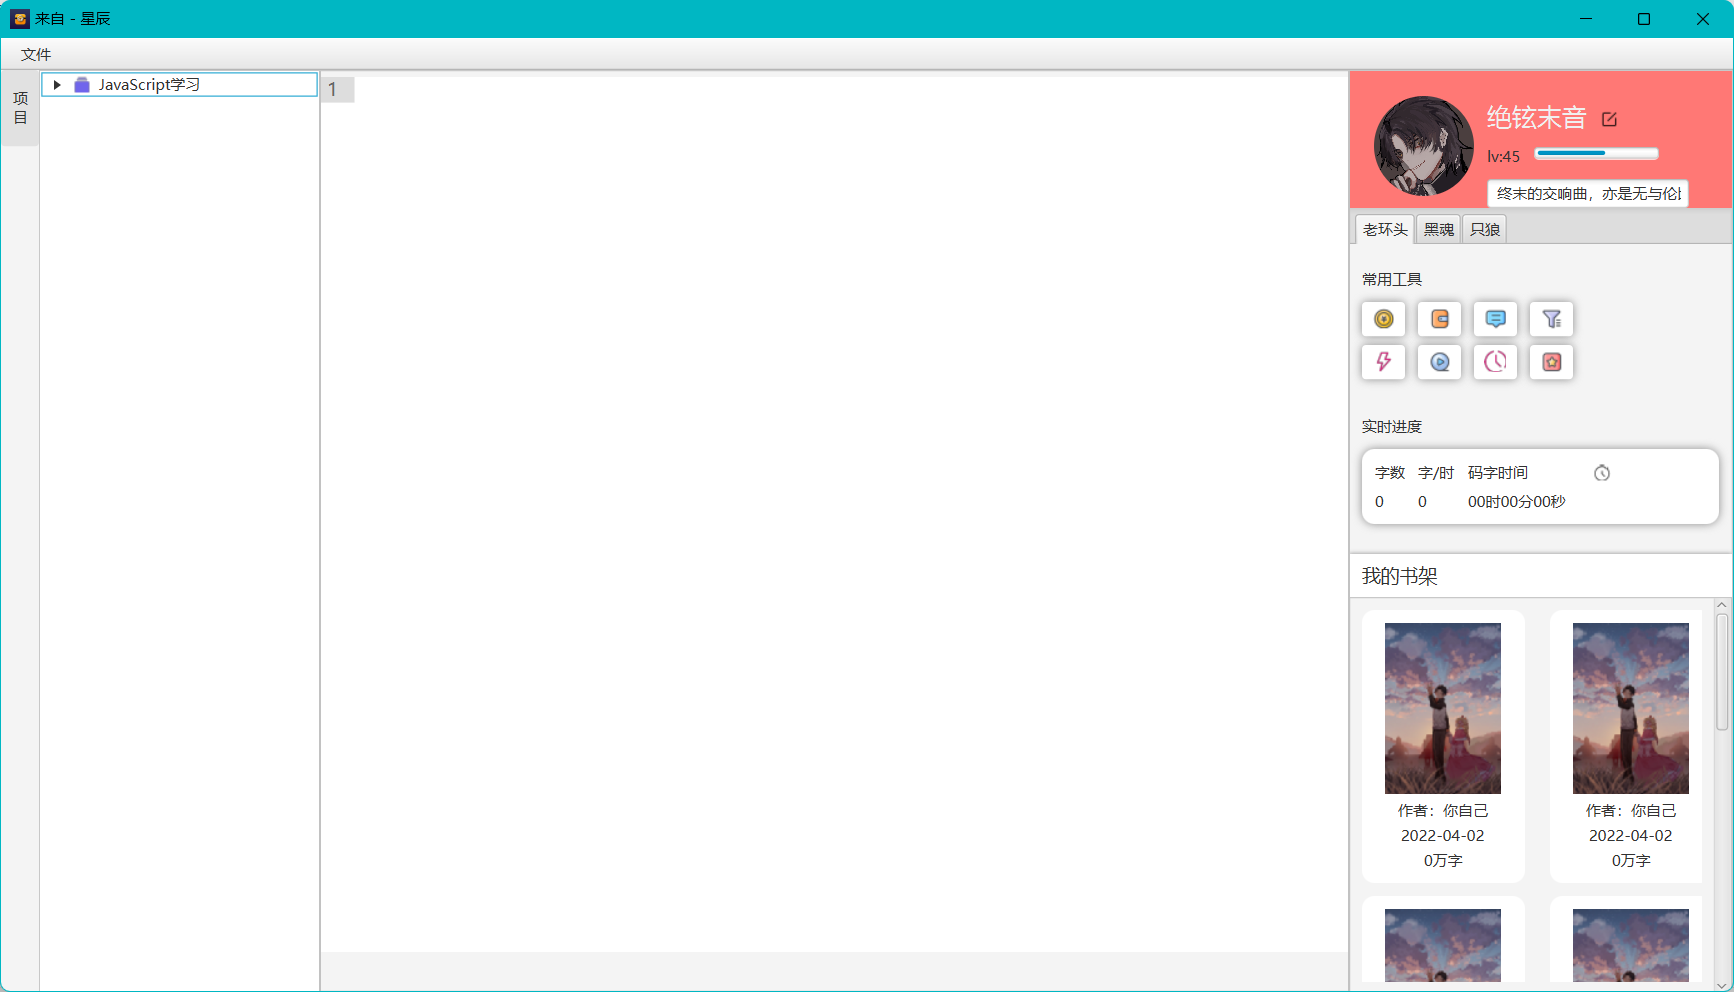 来自 - 星辰
文件
项目
JavaScript学习
1
绝铉末音
lv:45
终末的交响曲，亦是无与伦
老环头 黑魂 只狼
常用工具
实时进度
字数 字/时 码字时间
0 0 00时00分00秒
我的书架
作者：你自己 作者：你自己
2022-04-02 2022-04-02
0万字 0万字